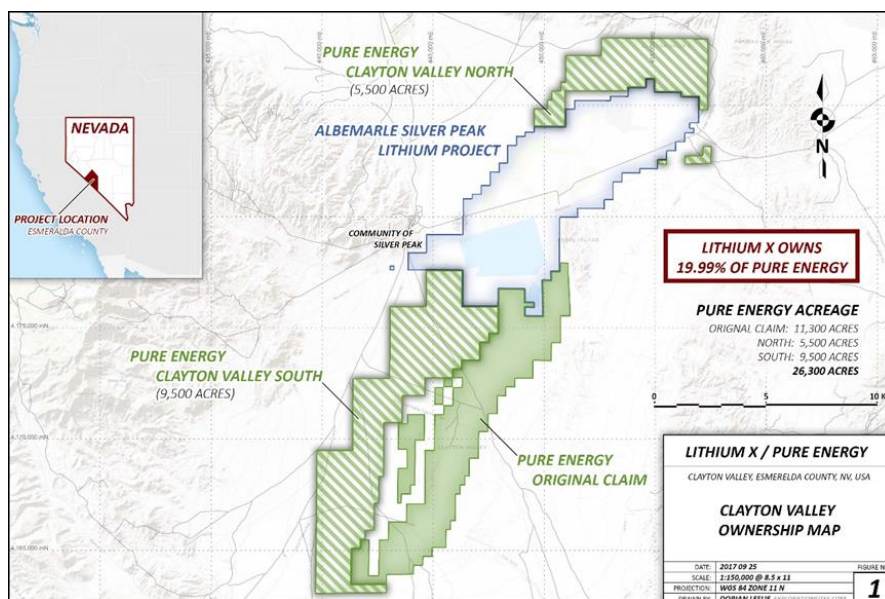 PURE ENERGY
CLAYTON VALLEY NORTH
(5,500 ACRES)
NEVADA
ALBEMARLE SILVER PEAK
LITHIUM PROJECT
N
PROJECT LOCATION
ESMERALDA COUNTY
COMMUNITY OF
SILVER PEAK
LITHIUM X OWNS
19.99% OF PURE ENERGY
PURE ENERGY ACREAGE
ORIGNAL CLAIM: 11,300 ACRES
NORTH: 5,500 ACRES
SOUTH: 9,500 ACRES
26,300 ACRES
PURE ENERGY
CLAYTON VALLEY SOUTH
(9,500 ACRES)
0 5 10 K
PURE ENERGY
ORIGINAL CLAIM
LITHIUM X / PURE ENERGY
CLAYTON VALLEY, ESMERELDA COUNTY, NV, USA
CLAYTON VALLEY
OWNERSHIP MAP
DATE: 2017 09 25
FIGURE N
SCALE: 1:150,000 @ 8.5 x 11
PROJECTION: WGS 84 ZONE 11 N
1